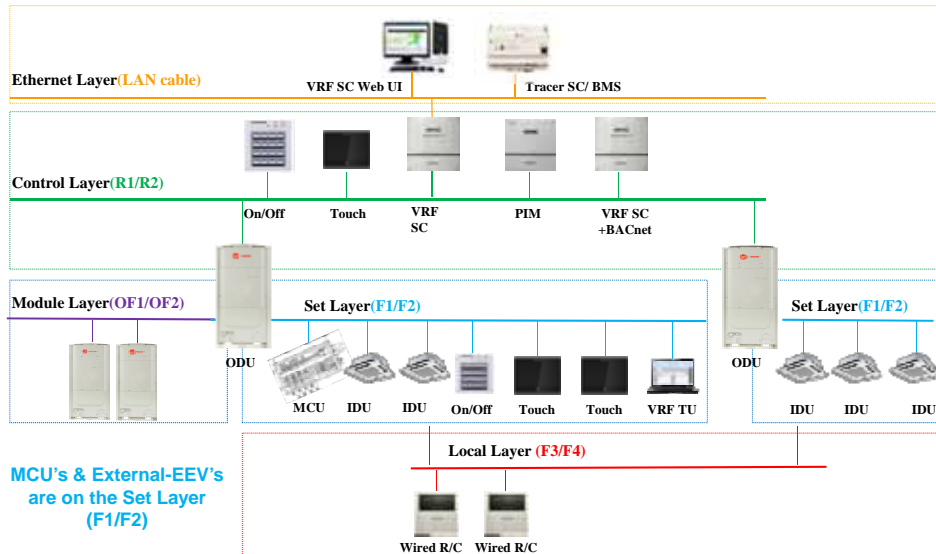 VRF SC Web UI
Tracer SC/ BMS
Ethernet Layer(LAN cable)
Control Layer(R1/R2)
On/Off
Touch
VRF
SC
PIM
VRF SC
+BACnet
Module Layer(OF1/OF2)
Set Layer(F1/F2)
Set Layer(F1/F2)
ODU
ODU
MCU
IDU
IDU
On/Off
Touch
Touch
VRF TU
IDU
IDU
IDU
Local Layer (F3/F4)
MCU’s & External-EEV’s
are on the Set Layer
(F1/F2)
Wired R/C
Wired R/C